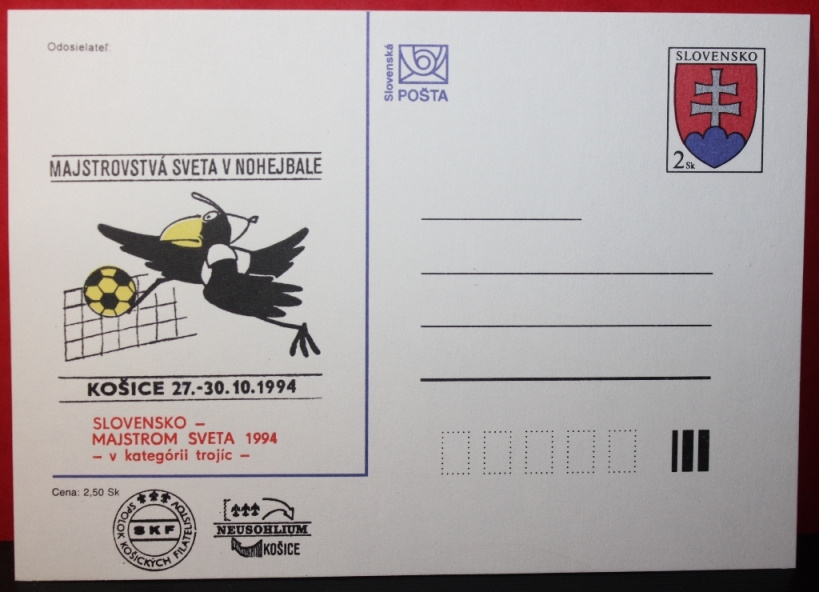 Odosielateľ:
Slovenská
POŠTA
SLOVENSKO
2 Sk
MAJSTROVSTVÁ SVETA V NOHEJBALE
KOŠICE 27.-30.10.1994
SLOVENSKO –
MAJSTROM SVETA 1994
– v kategórii trojíc –
Cena: 2,50 Sk
SPOLOK KOŠICKÝCH FILATELISTOV
SKF
NEUSOHLIUM
KOŠICE